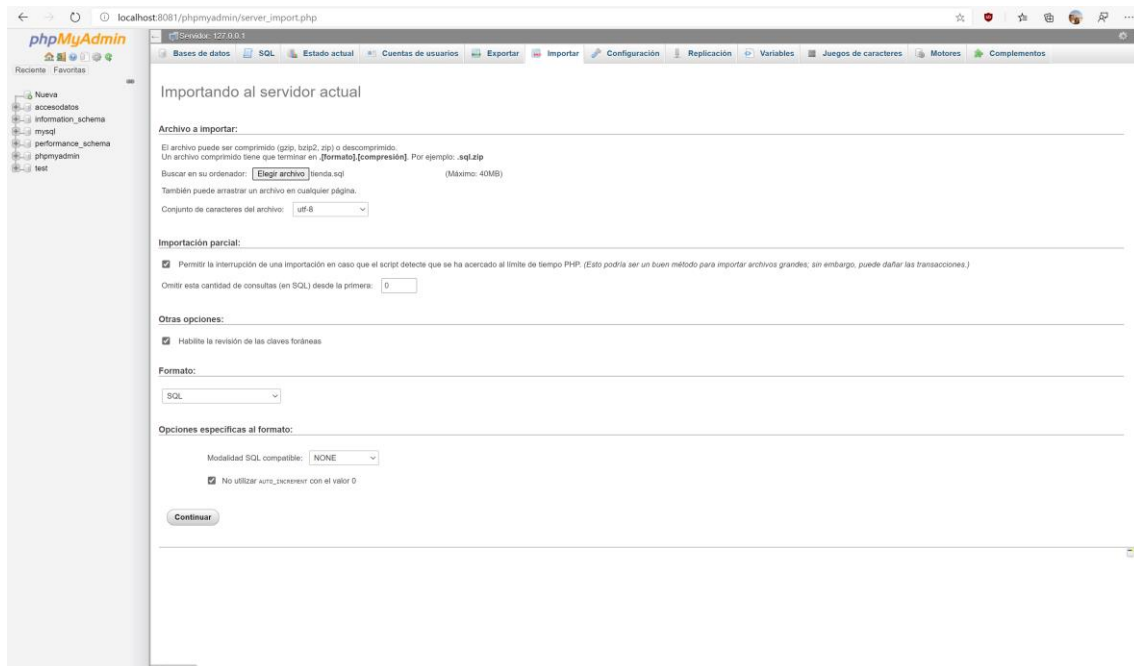 localhost:8081/phpmyadmin/server_import.php
phpMyAdmin
Reciente Favoritas
Nueva
accesodatos
information_schema
mysql
performance_schema
phpmyadmin
test
Servidor: 127.0.0.1
Bases de datos SQL Estado actual Cuentas de usuarios Exportar Importar Configuración Replicación Variables Juegos de caracteres Motores Complementos
Importando al servidor actual
Archivo a importar:
El archivo puede ser comprimido (gzip, bzip2, zip) o descomprimido.
Un archivo comprimido tiene que terminar en .[formato].[compresión]. Por ejemplo: .sql.zip
Buscar en su ordenador: Elegir archivo tienda.sql (Máximo: 40MB)
También puede arrastrar un archivo en cualquier página.
Conjunto de caracteres del archivo: utf-8
Importación parcial:
Permitir la interrupción de una importación en caso que el script detecte que se ha acercado al límite de tiempo PHP. (Esto podría ser un buen método para importar archivos grandes; sin embargo, puede dañar las transacciones.)
Omitir esta cantidad de consultas (en SQL) desde la primera: 0
Otras opciones:
Habilite la revisión de las claves foráneas
Formato:
SQL
Opciones específicas al formato:
Modalidad SQL compatible: NONE
No utilizar AUTO_INCREMENT con el valor 0
Continuar